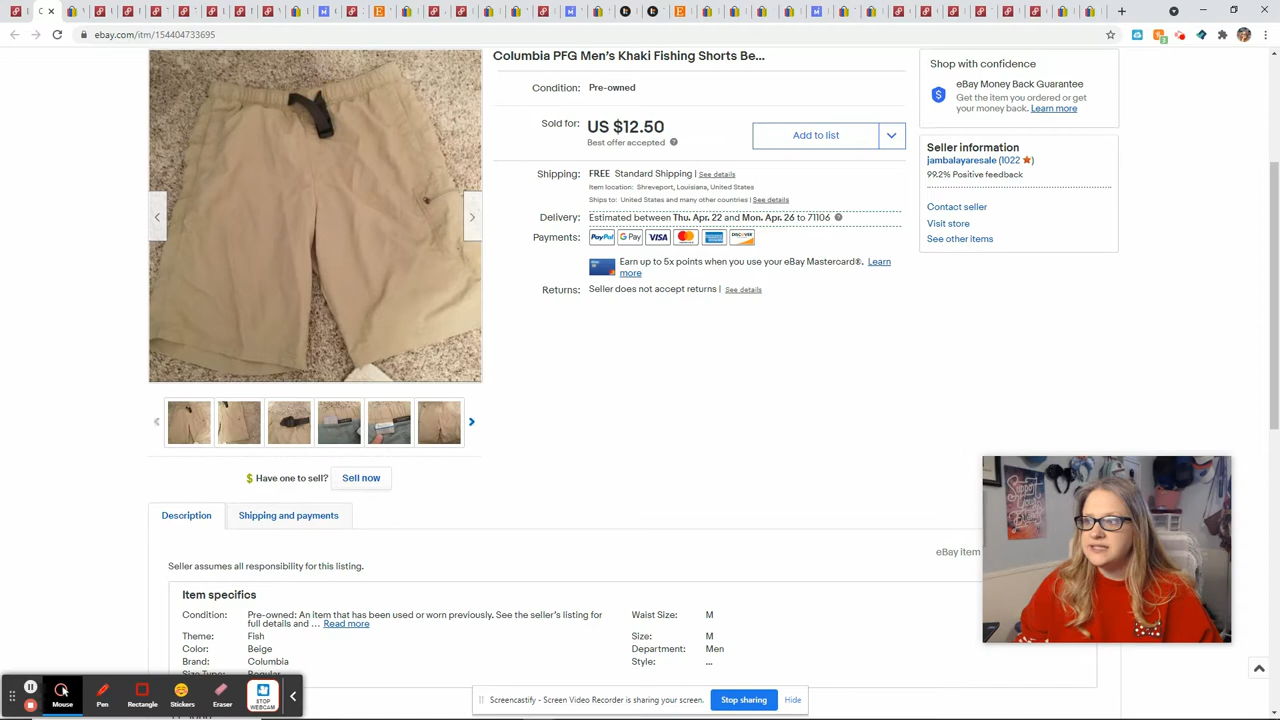 ebay.com/itm/154404733695
Columbia PFG Men's Khaki Fishing Shorts Be...
Condition: Pre-owned
Sold for: US $12.50
Best offer accepted
Add to list
Shipping: FREE Standard Shipping | See details
Item location: Shreveport, Louisiana, United States
Ships to: United States and many other countries | See details
Delivery: Estimated between Thu. Apr. 22 and Mon. Apr. 26 to 71106
Payments: PayPal G Pay VISA DISCOVER
Earn up to 5x points when you use your eBay Mastercard®. Learn
more
Returns: Seller does not accept returns | See details
Shop with confidence
eBay Money Back Guarantee
Get the item you ordered or get
your money back. Learn more
Seller information
jambalayaresale (1022 )
99.2% Positive feedback
Contact seller
Visit store
See other items
Have one to sell? Sell now
Description Shipping and payments
eBay item
Seller assumes all responsibility for this listing.
Item specifics
Condition: Pre-owned: An item that has been used or worn previously. See the seller's listing for
full details and ... Read more
Waist Size: M
Theme: Fish
Size: M
Color: Beige
Department: Men
Brand: Columbia
Style: ...
Size Type: Regular
Mouse Pen Rectangle Stickers Eraser STOP
WEBCAM
Screencastify - Screen Video Recorder is sharing your screen. Stop sharing Hide